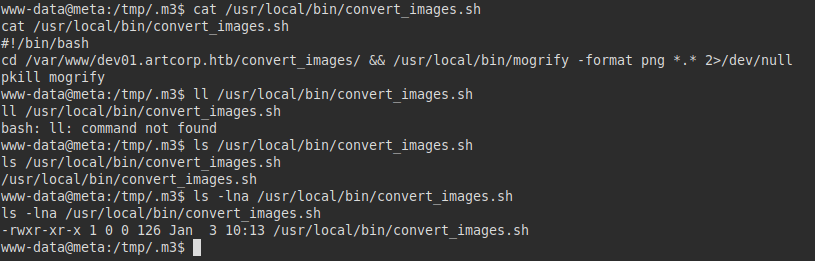 www-data@meta:/tmp/.m3$ cat /usr/local/bin/convert_images.sh
cat /usr/local/bin/convert_images.sh
#!/bin/bash
cd /var/www/dev01.artcorp.htb/convert_images/ && /usr/local/bin/mogrify -format png *.* 2>/dev/null
pkill mogrify
www-data@meta:/tmp/.m3$ ll /usr/local/bin/convert_images.sh
ll /usr/local/bin/convert_images.sh
bash: ll: command not found
www-data@meta:/tmp/.m3$ ls /usr/local/bin/convert_images.sh
ls /usr/local/bin/convert_images.sh
/usr/local/bin/convert_images.sh
www-data@meta:/tmp/.m3$ ls -lna /usr/local/bin/convert_images.sh
ls -lna /usr/local/bin/convert_images.sh
-rwxr-xr-x 1 0 0 126 Jan  3 10:13 /usr/local/bin/convert_images.sh
www-data@meta:/tmp/.m3$